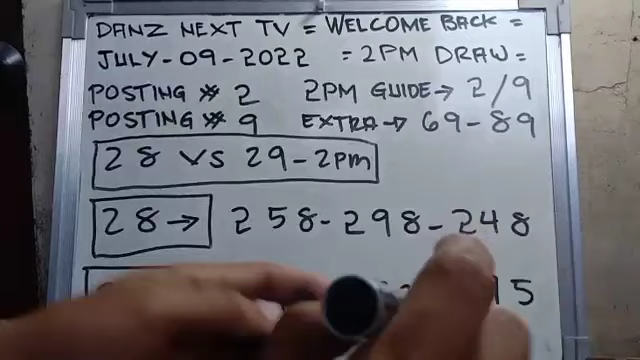 DANZ NEXT TV = WELCOME BACK =
JULY-09-2022 = 2PM DRAW =
POSTING # 2 2PM GUIDE→ 2/9
POSTING # 9 EXTRA→ 69-89
28 VS 29-2pm
28→ 258-298-248
15